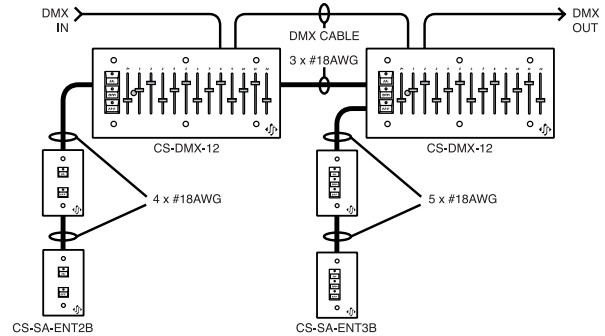 DMX
IN
DMX
OUT
DMX CABLE
3 x #18AWG
CS-DMX-12
CS-DMX-12
4 x #18AWG
5 x #18AWG
CS-SA-ENT2B
CS-SA-ENT3B